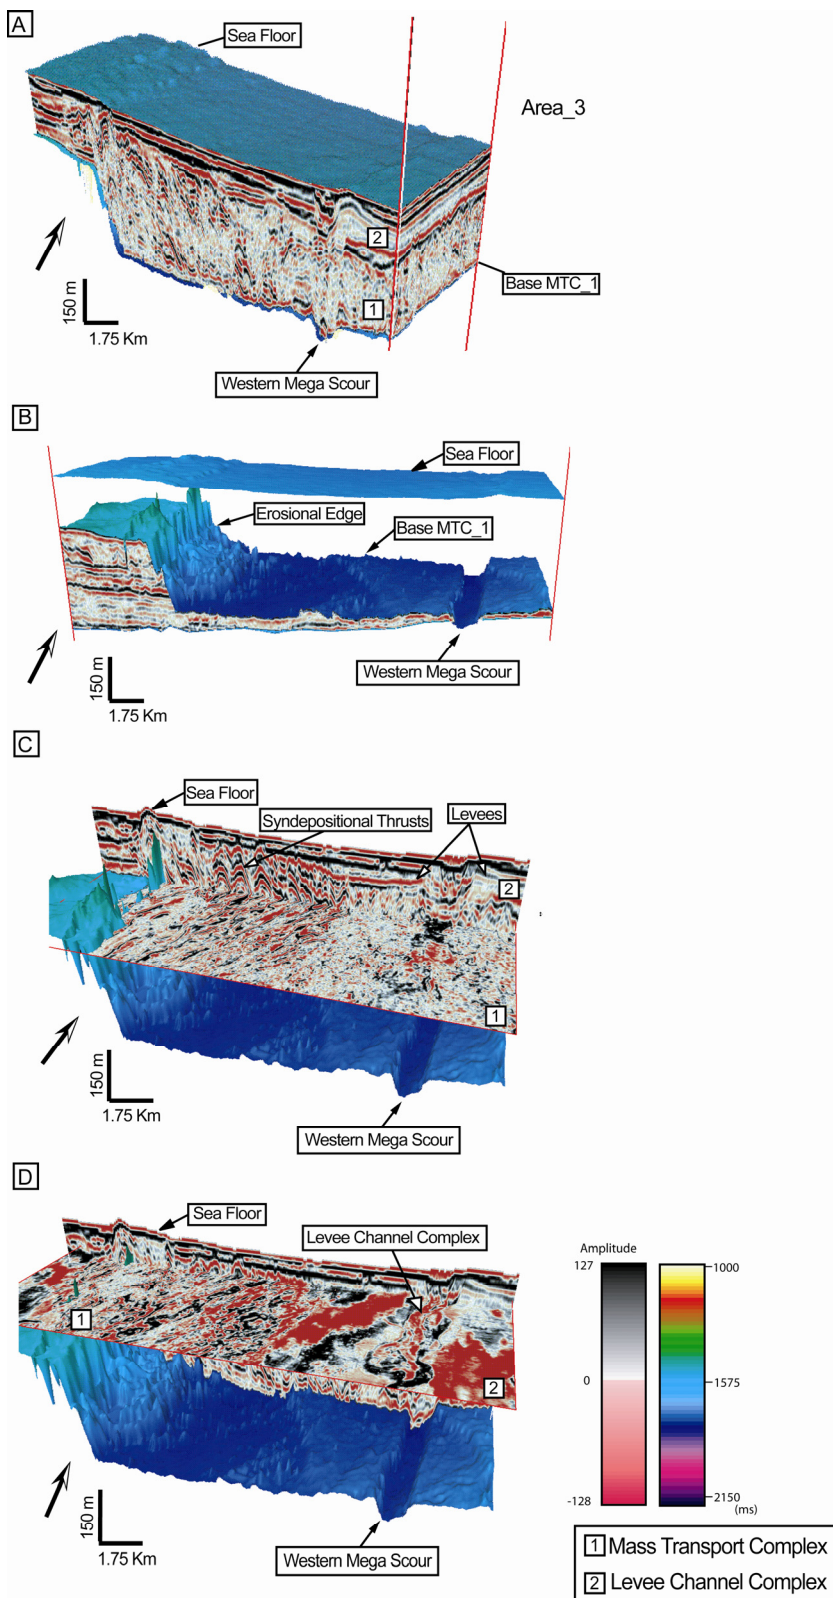 A
Sea Floor
Area_3
2
Base MTC_1
1
150 m
1.75 Km
Western Mega Scour
B
Sea Floor
Erosional Edge
Base MTC_1
150 m
1.75 Km
Western Mega Scour
C
Sea Floor
Syndepositional Thrusts
Levees
2
1
150 m
1.75 Km
Western Mega Scour
D
Sea Floor
Levee Channel Complex
1
2
150 m
1.75 Km
Western Mega Scour
Amplitude
127
1000
0
1575
-128
2150
(ms)
1 Mass Transport Complex
2 Levee Channel Complex